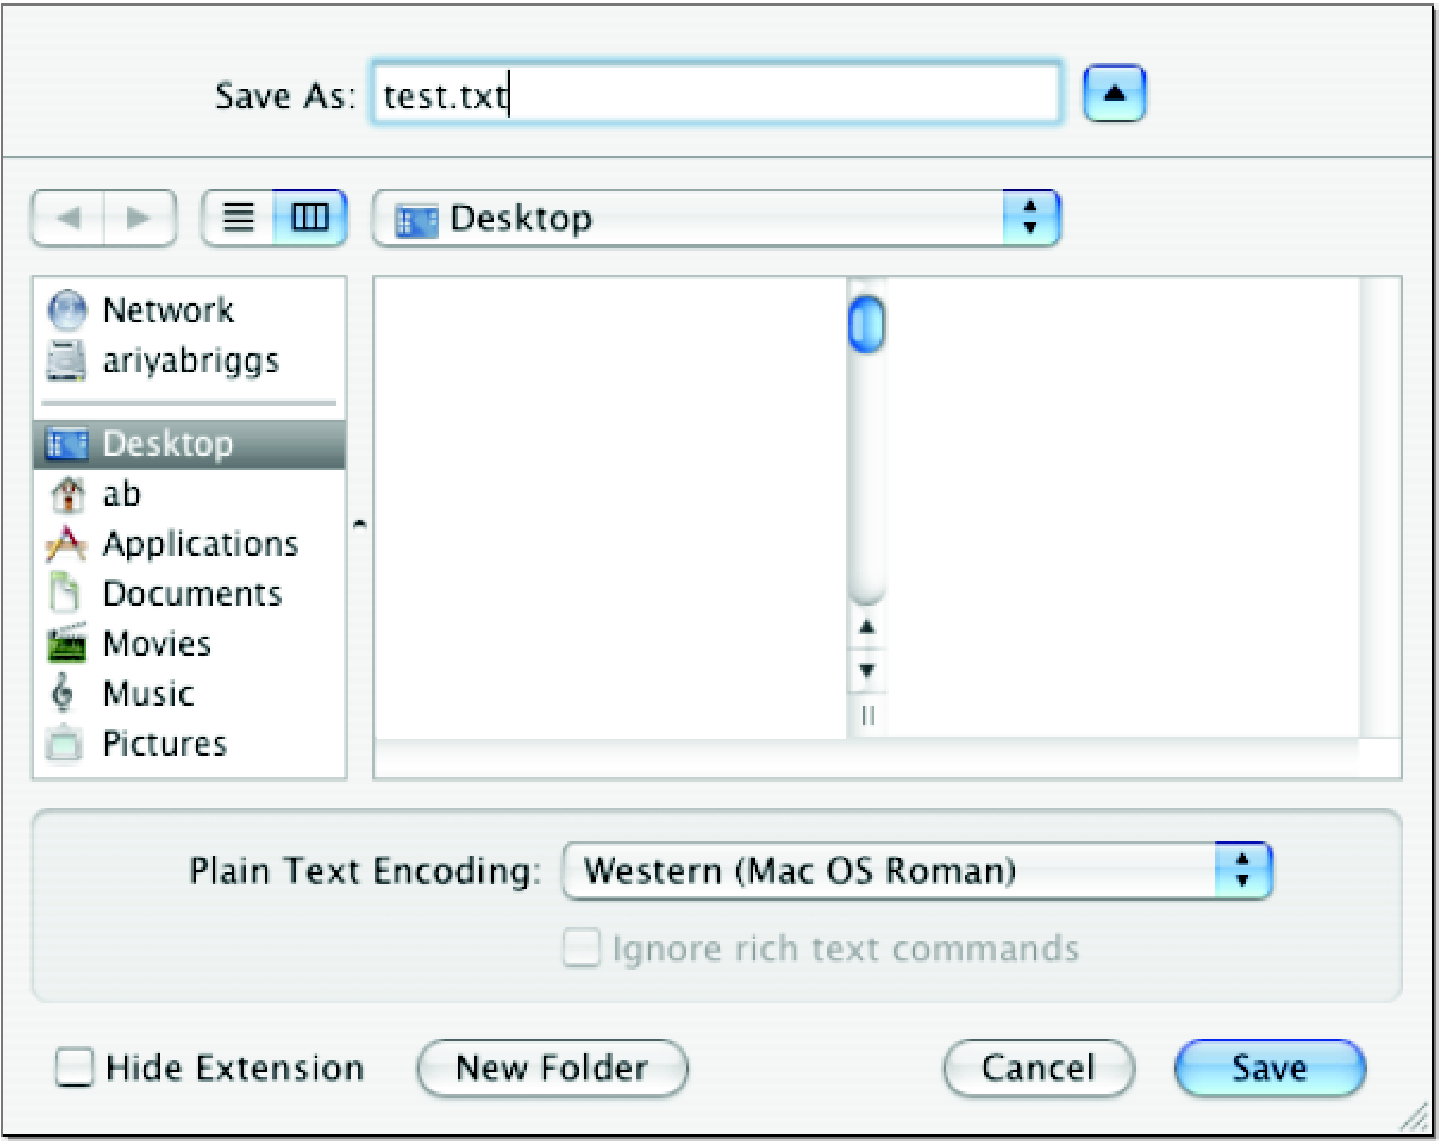 Save As: test.txt
Desktop
Network
ariyabriggs
Desktop
ab
Applications
Documents
Movies
Music
Pictures
Plain Text Encoding: Western (Mac OS Roman)
Ignore rich text commands
Hide Extension New Folder Cancel Save